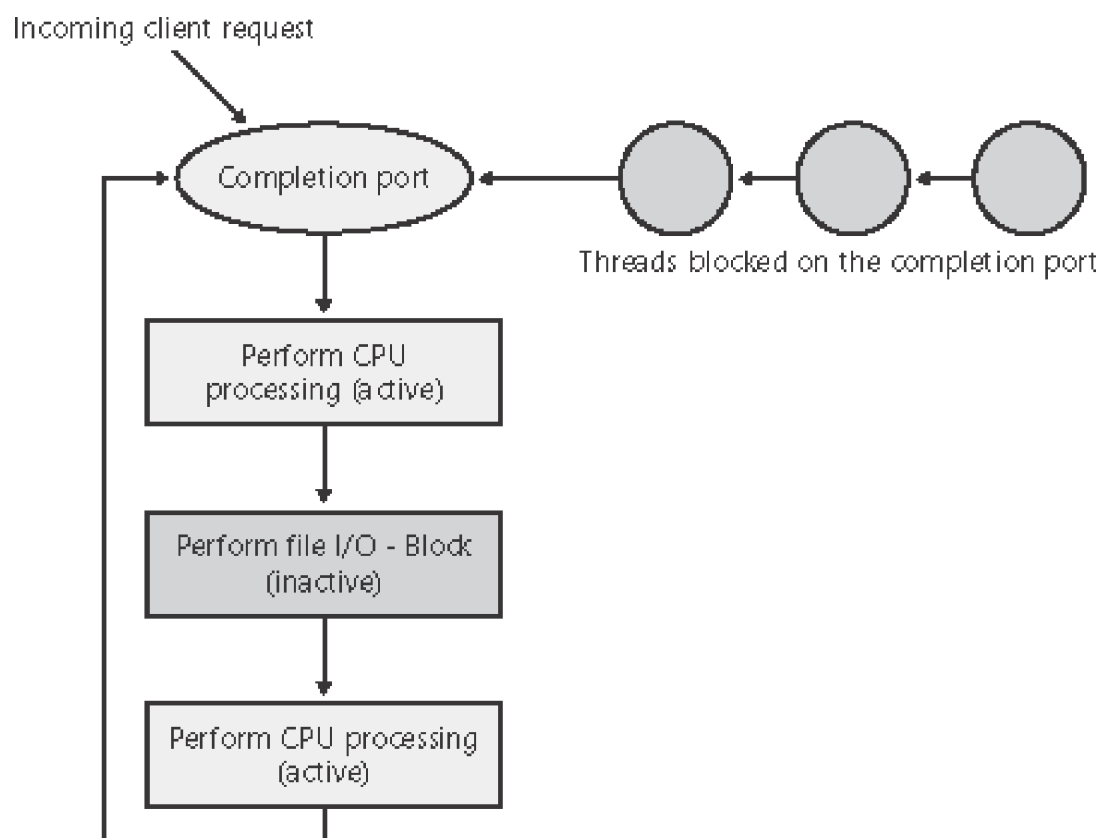 Incoming client request
Completion port
Threads blocked on the completion port
Perform CPU
processing (active)
Perform file I/O - Block
(inactive)
Perform CPU processing
(active)